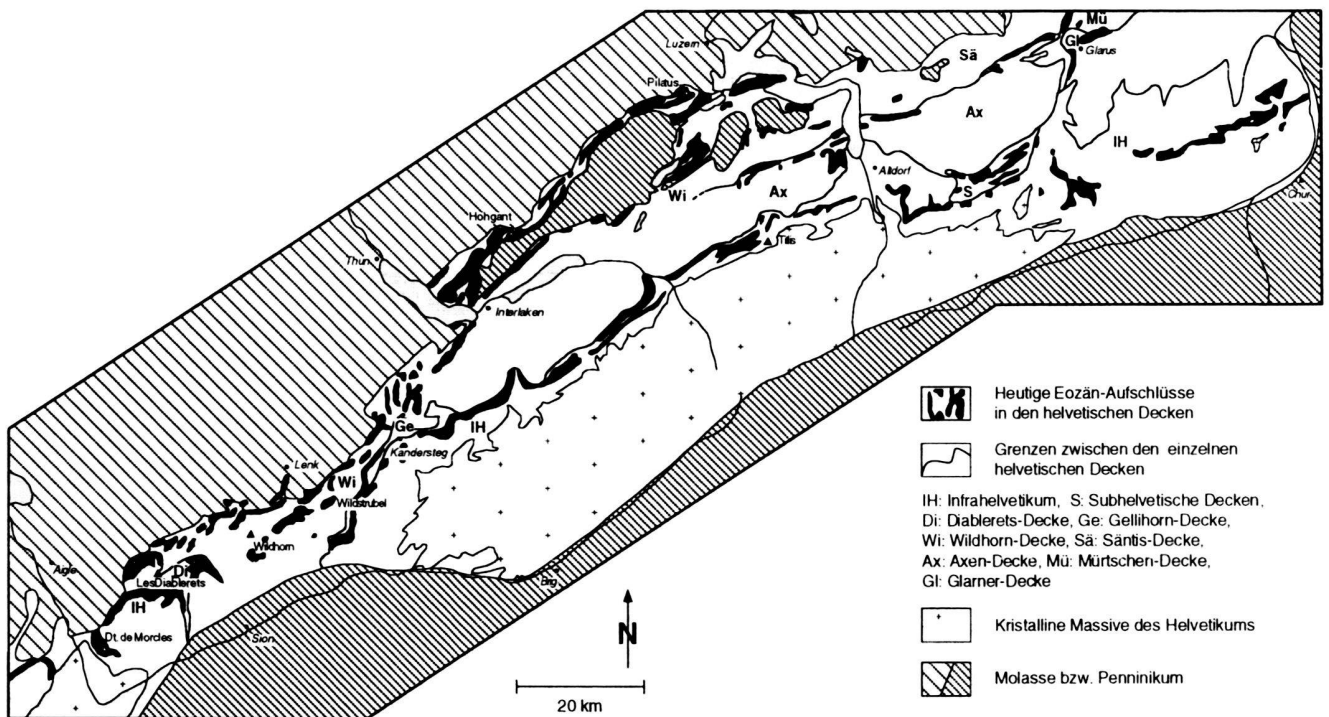 Mü
Luzern
Gl
Glarus
Sä
Pilatus
Ax
IH
Altdorf
S
Wi
Ax
Chur
Hohgant
Titlis
Thun
Interlaken
Ge
IH
Kandersteg
Lenk
Wi
Wildstrubel
Wildhorn
Aigle
Di
Les Diablerets
Brig
IH
Dt. de Morcles
Sion
N
20 km
Heutige Eozän-Aufschlüsse
in den helvetischen Decken
Grenzen zwischen den einzelnen
helvetischen Decken
IH: Infrahelvetikum, S: Subhelvetische Decken,
Di: Diablerets-Decke, Ge: Gellihorn-Decke,
Wi: Wildhorn-Decke, Sä: Säntis-Decke,
Ax: Axen-Decke, Mü: Mürtschen-Decke,
Gl: Glarner-Decke
Kristalline Massive des Helvetikums
Molasse bzw. Penninikum